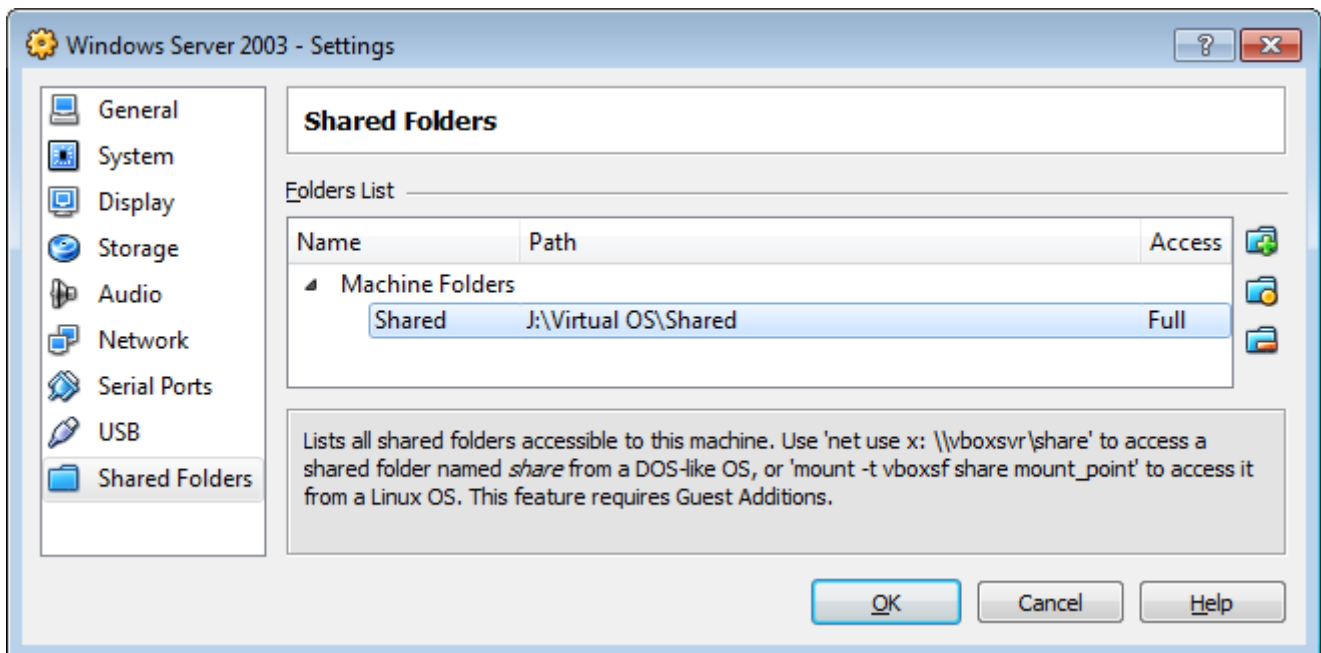 Windows Server 2003 - Settings
General
System
Display
Storage
Audio
Network
Serial Ports
USB
Shared Folders
Shared Folders
Folders List
Name Path Access
Machine Folders
Shared J:\Virtual OS\Shared Full
Lists all shared folders accessible to this machine. Use 'net use x: \\vboxsvr\share' to access a
shared folder named share from a DOS-like OS, or 'mount -t vboxsf share mount_point' to access it
from a Linux OS. This feature requires Guest Additions.
OK Cancel Help